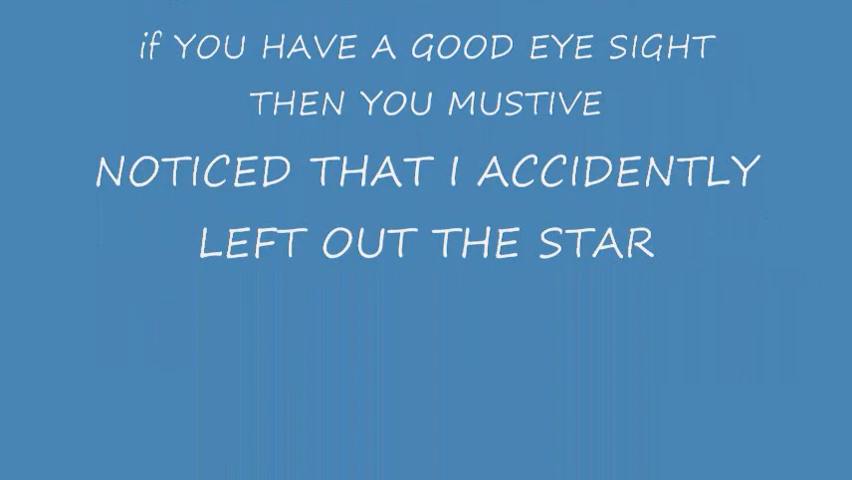 if YOU HAVE A GOOD EYE SIGHT
THEN YOU MUSTIVE
NOTICED THAT I ACCIDENTLY
LEFT OUT THE STAR